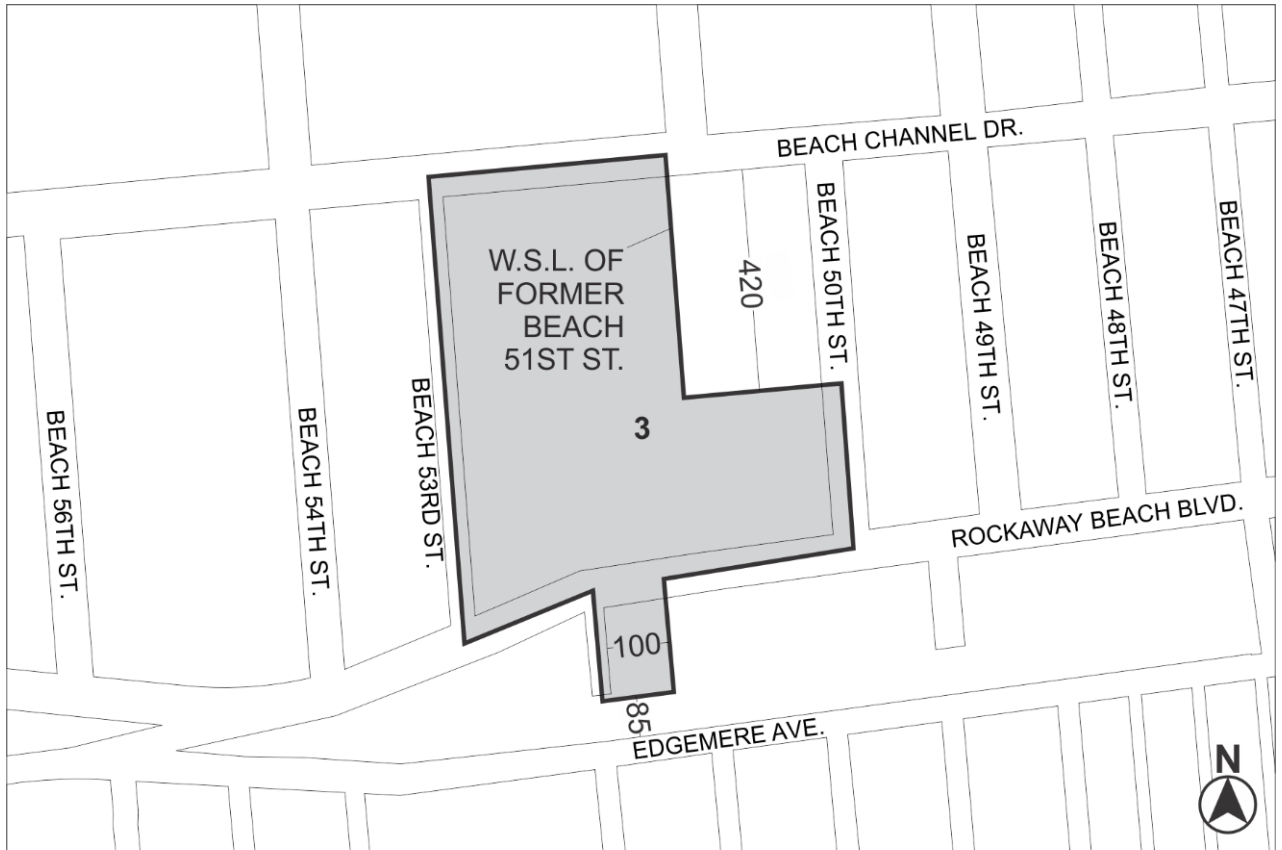 BEACH CHANNEL DR.
W.S.L. OF
FORMER
BEACH
51ST ST.
420
BEACH 50TH ST.
BEACH 49TH ST.
BEACH 48TH ST.
BEACH 47TH ST.
BEACH 56TH ST.
BEACH 54TH ST.
BEACH 53RD ST.
3
ROCKAWAY BEACH BLVD.
100
85
EDGEMERE AVE.
N